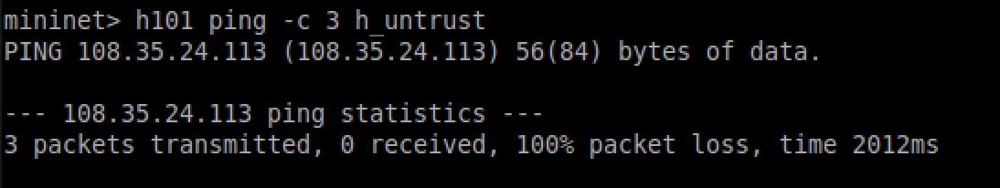 mininet> h101 ping -c 3 h_untrust
PING 108.35.24.113 (108.35.24.113) 56(84) bytes of data.
--- 108.35.24.113 ping statistics ---
3 packets transmitted, 0 received, 100% packet loss, time 2012ms